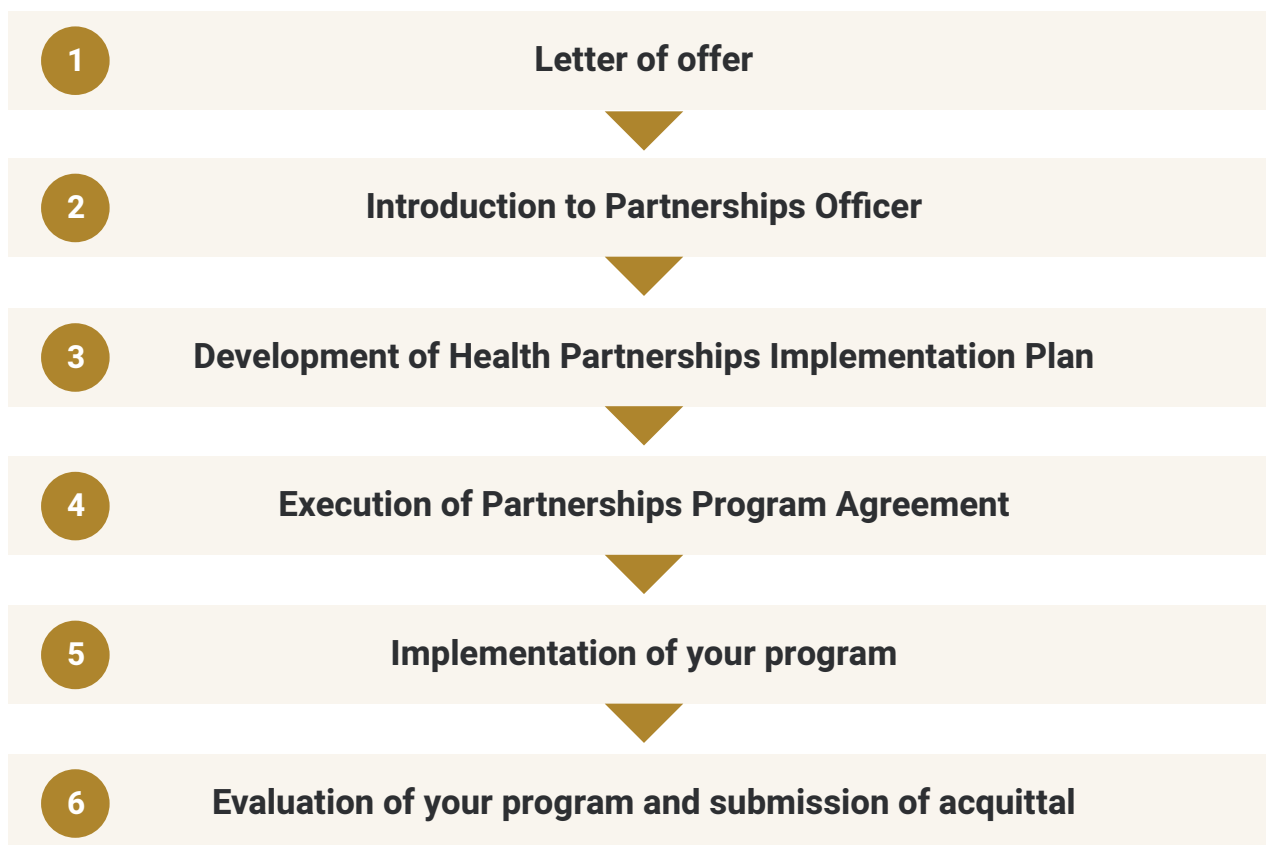 1
Letter of offer
2
Introduction to Partnerships Officer
3
Development of Health Partnerships Implementation Plan
4
Execution of Partnerships Program Agreement
5
Implementation of your program
6
Evaluation of your program and submission of acquittal